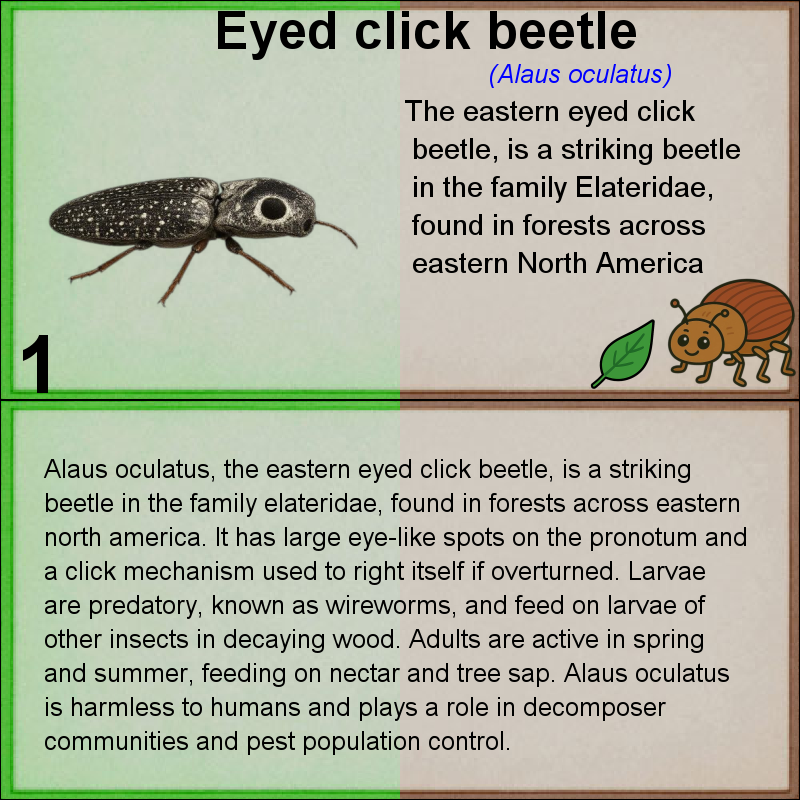 Eyed click beetle
(Alaus oculatus)
The eastern eyed click
beetle, is a striking beetle
in the family Elateridae,
found in forests across
eastern North America
1
Alaus oculatus, the eastern eyed click beetle, is a striking
beetle in the family elateridae, found in forests across eastern
north america. It has large eye-like spots on the pronotum and
a click mechanism used to right itself if overturned. Larvae
are predatory, known as wireworms, and feed on larvae of
other insects in decaying wood. Adults are active in spring
and summer, feeding on nectar and tree sap. Alaus oculatus
is harmless to humans and plays a role in decomposer
communities and pest population control.